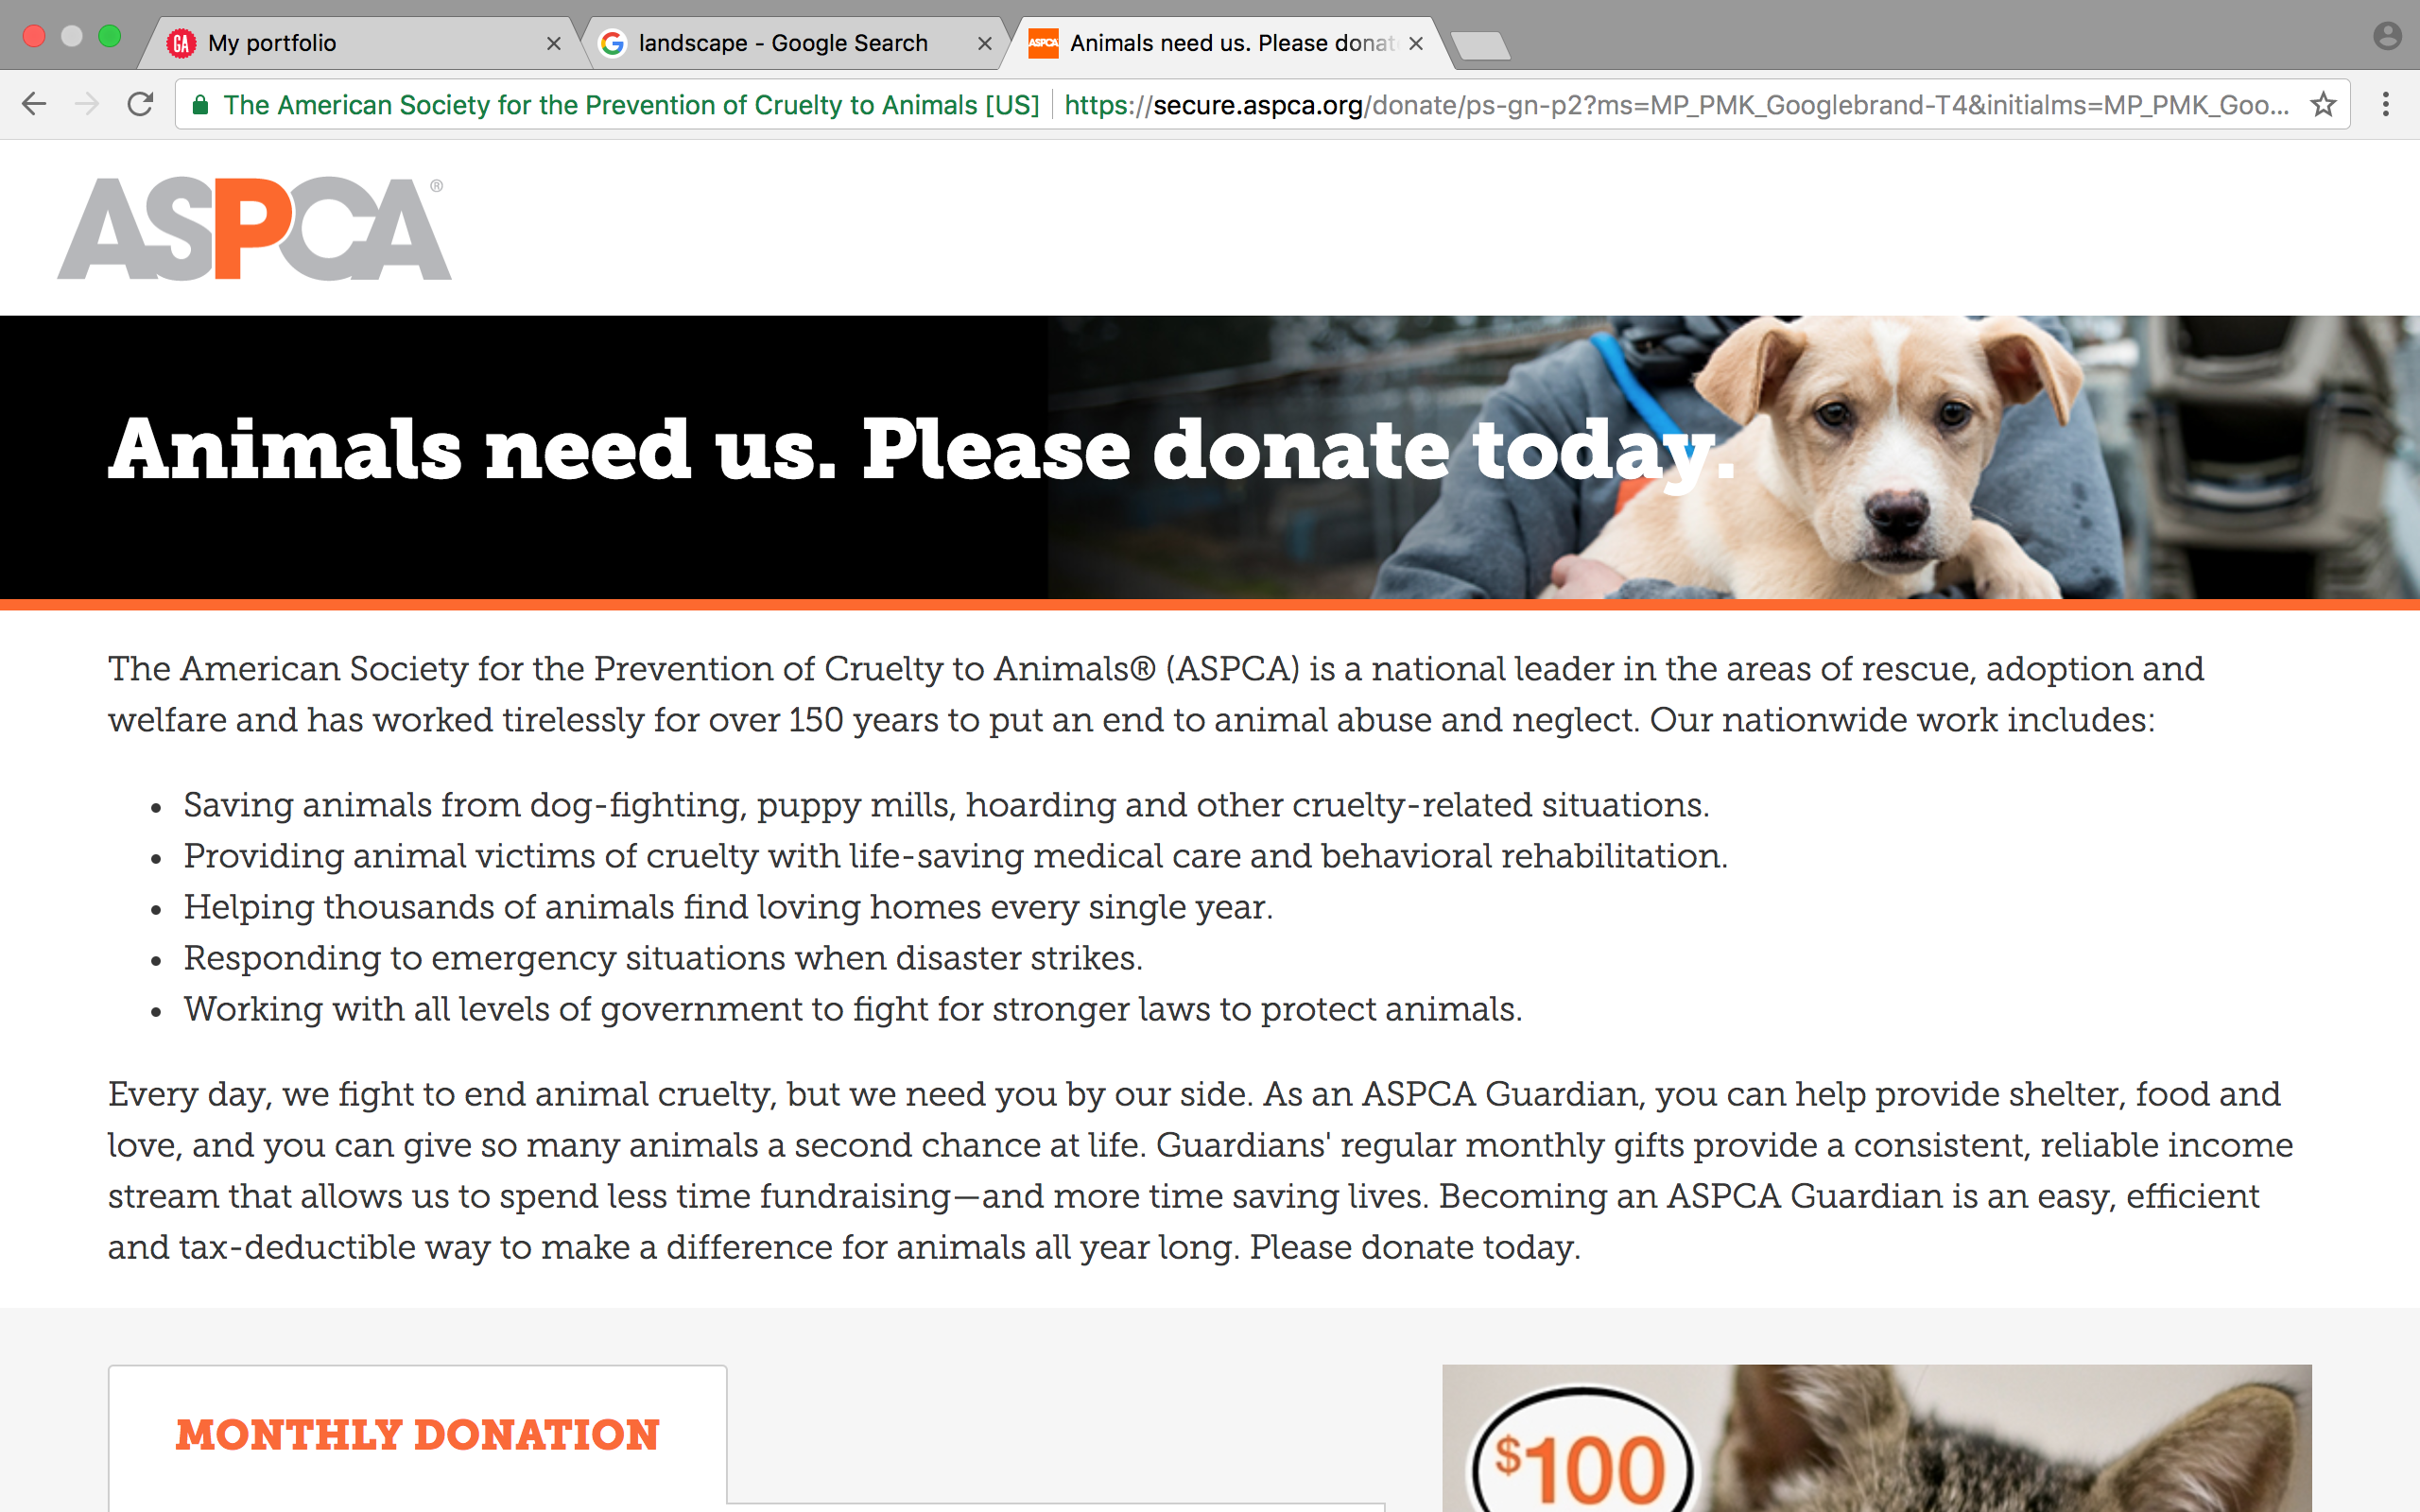 My portfolio
landscape - Google Search
Animals need us. Please donat
The American Society for the Prevention of Cruelty to Animals [US] https://secure.aspca.org/donate/ps-gn-p2?ms=MP_PMK_Googlebrand-T4&initialms=MP_PMK_Goo...
ASPCA®
Animals need us. Please donate today.
The American Society for the Prevention of Cruelty to Animals® (ASPCA) is a national leader in the areas of rescue, adoption and
welfare and has worked tirelessly for over 150 years to put an end to animal abuse and neglect. Our nationwide work includes:
• Saving animals from dog-fighting, puppy mills, hoarding and other cruelty-related situations.
• Providing animal victims of cruelty with life-saving medical care and behavioral rehabilitation.
• Helping thousands of animals find loving homes every single year.
• Responding to emergency situations when disaster strikes.
• Working with all levels of government to fight for stronger laws to protect animals.
Every day, we fight to end animal cruelty, but we need you by our side. As an ASPCA Guardian, you can help provide shelter, food and
love, and you can give so many animals a second chance at life. Guardians' regular monthly gifts provide a consistent, reliable income
stream that allows us to spend less time fundraising—and more time saving lives. Becoming an ASPCA Guardian is an easy, efficient
and tax-deductible way to make a difference for animals all year long. Please donate today.
MONTHLY DONATION
$100